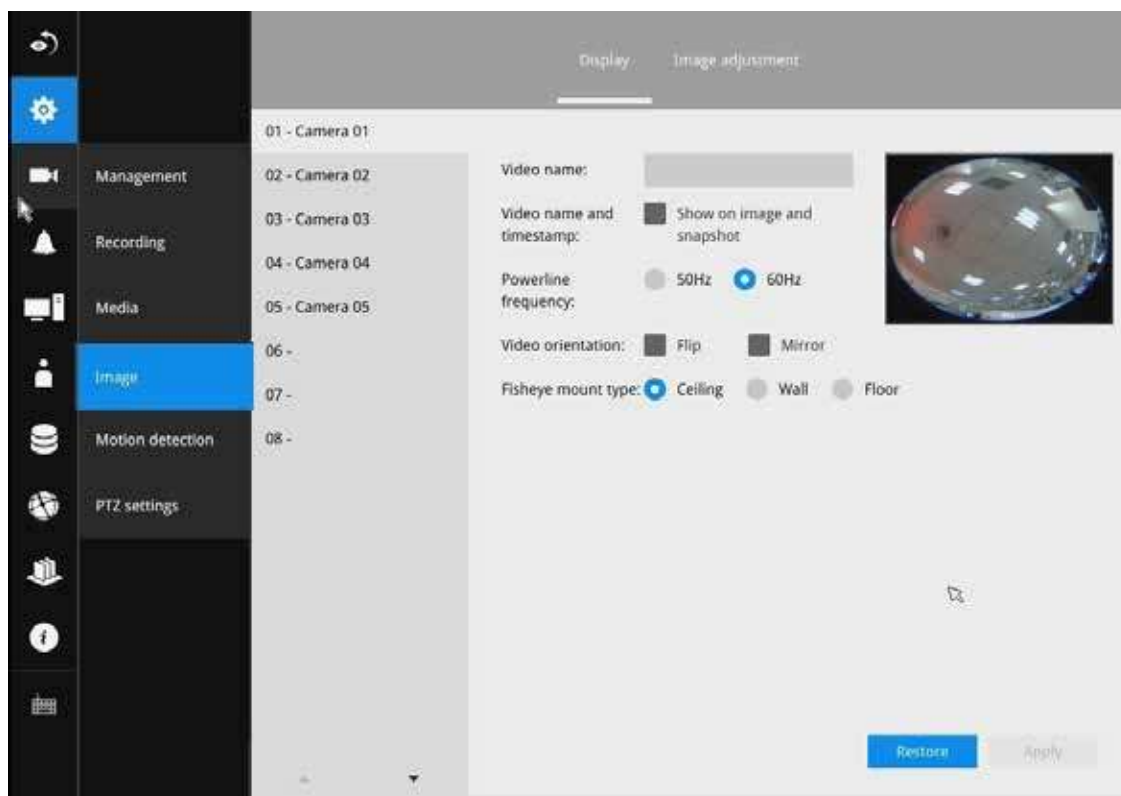 Display
Image adjustment
01 - Camera 01
02 - Camera 02
03 - Camera 03
04 - Camera 04
05 - Camera 05
06 -
07 -
08 -
Management
Recording
Media
Image
Motion detection
PTZ settings
Video name:
Video name and
timestamp:
Show on image and
snapshot
Powerline
frequency:
50Hz
60Hz
Video orientation:
Flip
Mirror
Fisheye mount type:
Ceiling
Wall
Floor
Restore
Apply